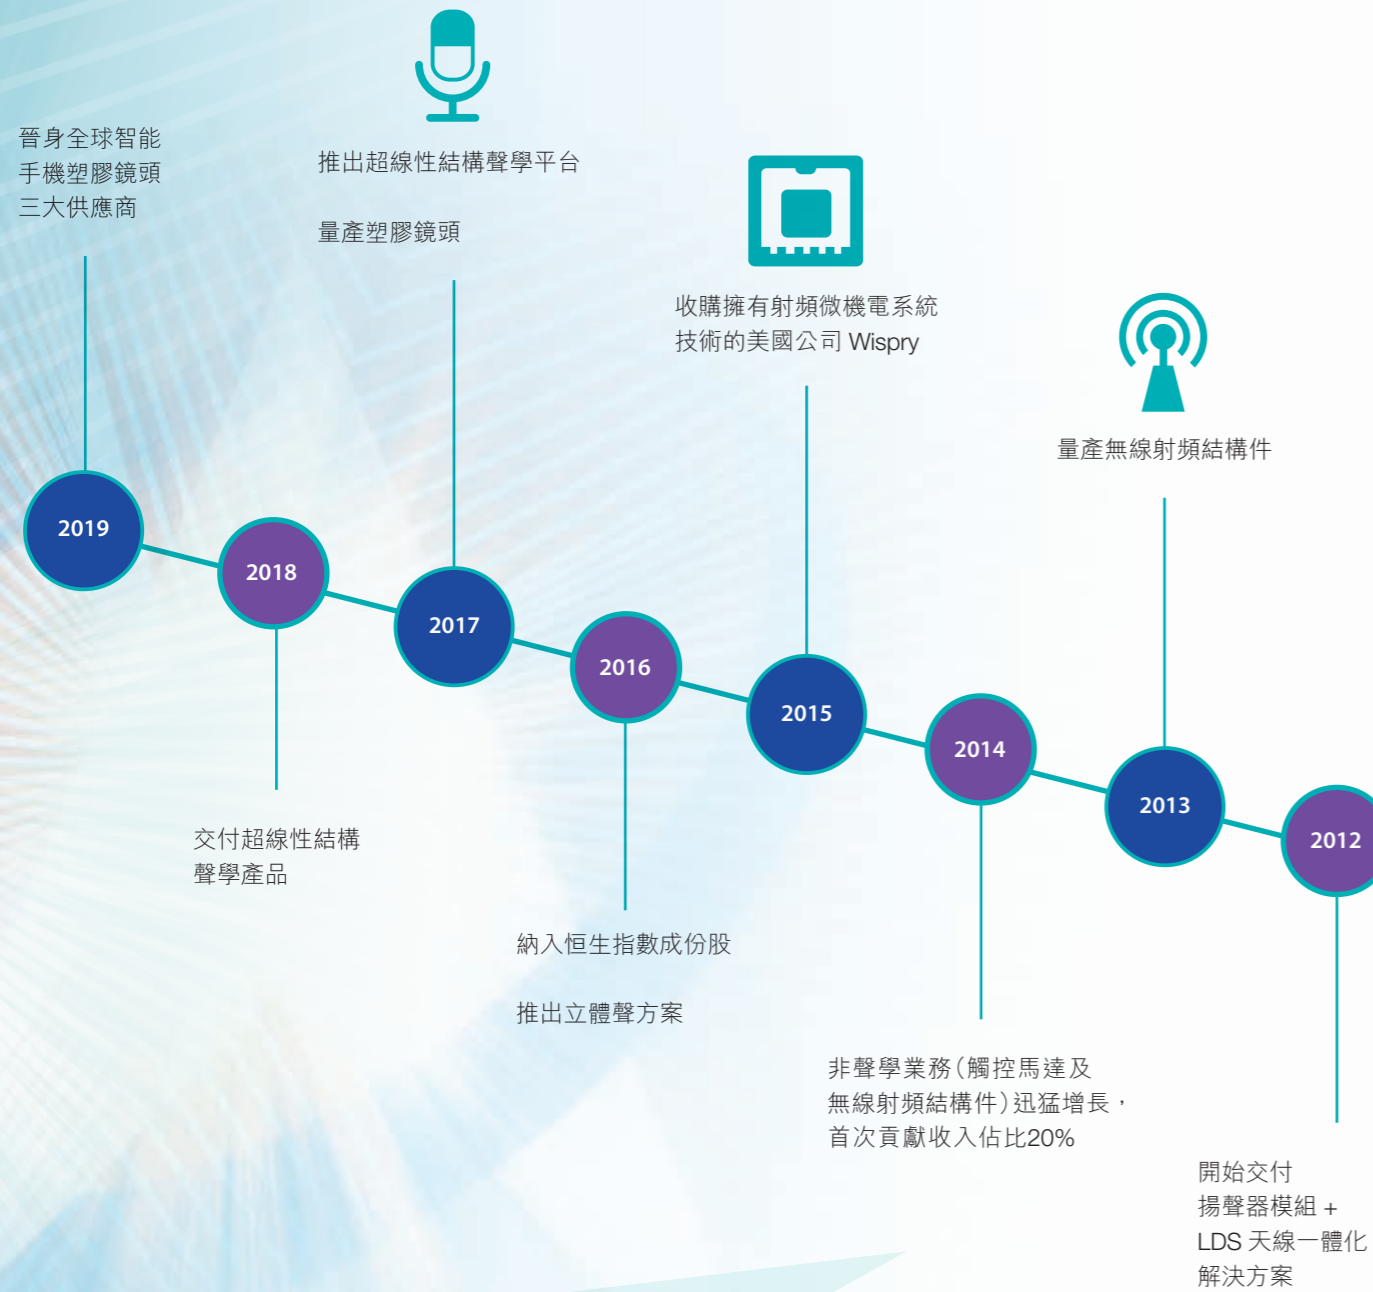 晉身全球智能
手機塑膠鏡頭
三大供應商
2019
2018
交付超線性結構
聲學產品
推出超線性結構聲學平台
量產塑膠鏡頭
2017
2016
納入恒生指數成份股
推出立體聲方案
收購擁有射頻微機電系統
技術的美國公司 Wispry
2015
2014
非聲學業務（觸控馬達及
無線射頻結構件）迅猛增長，
首次貢獻收入佔比20%
量產無線射頻結構件
2013
2012
開始交付
揚聲器模組 +
LDS 天線一體化
解決方案